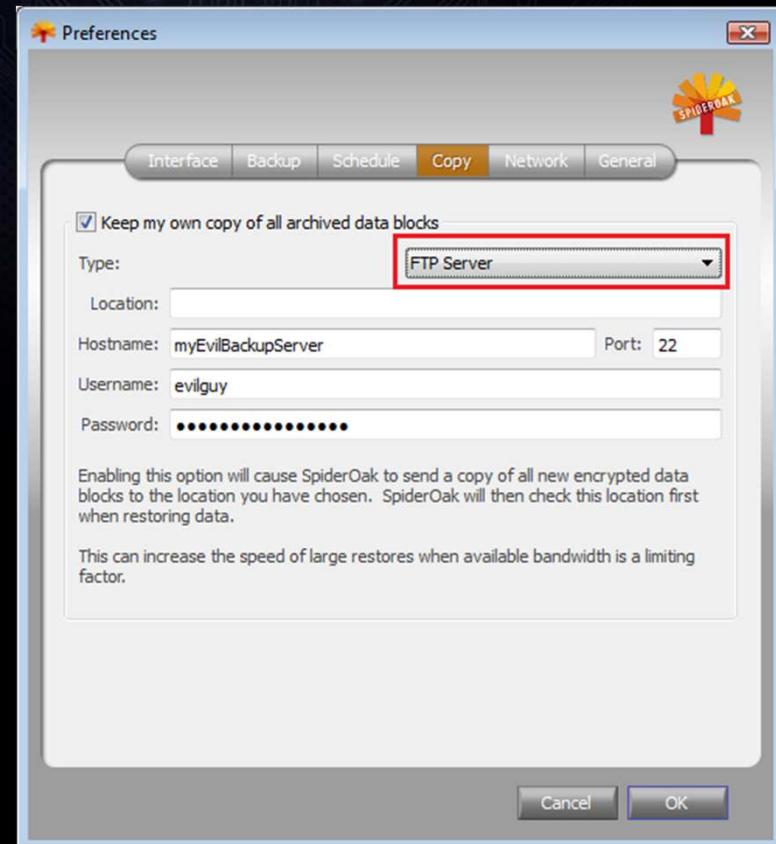 Preferences
SPIDEROAK
Interface Backup Schedule Copy Network General
Keep my own copy of all archived data blocks
Type: FTP Server
Location:
Hostname: myEvilBackupServer Port: 22
Username: evilguy
Password: ●●●●●●●●●●●●●●●●
Enabling this option will cause SpiderOak to send a copy of all new encrypted data
blocks to the location you have chosen. SpiderOak will then check this location first
when restoring data.
This can increase the speed of large restores when available bandwidth is a limiting
factor.
Cancel OK